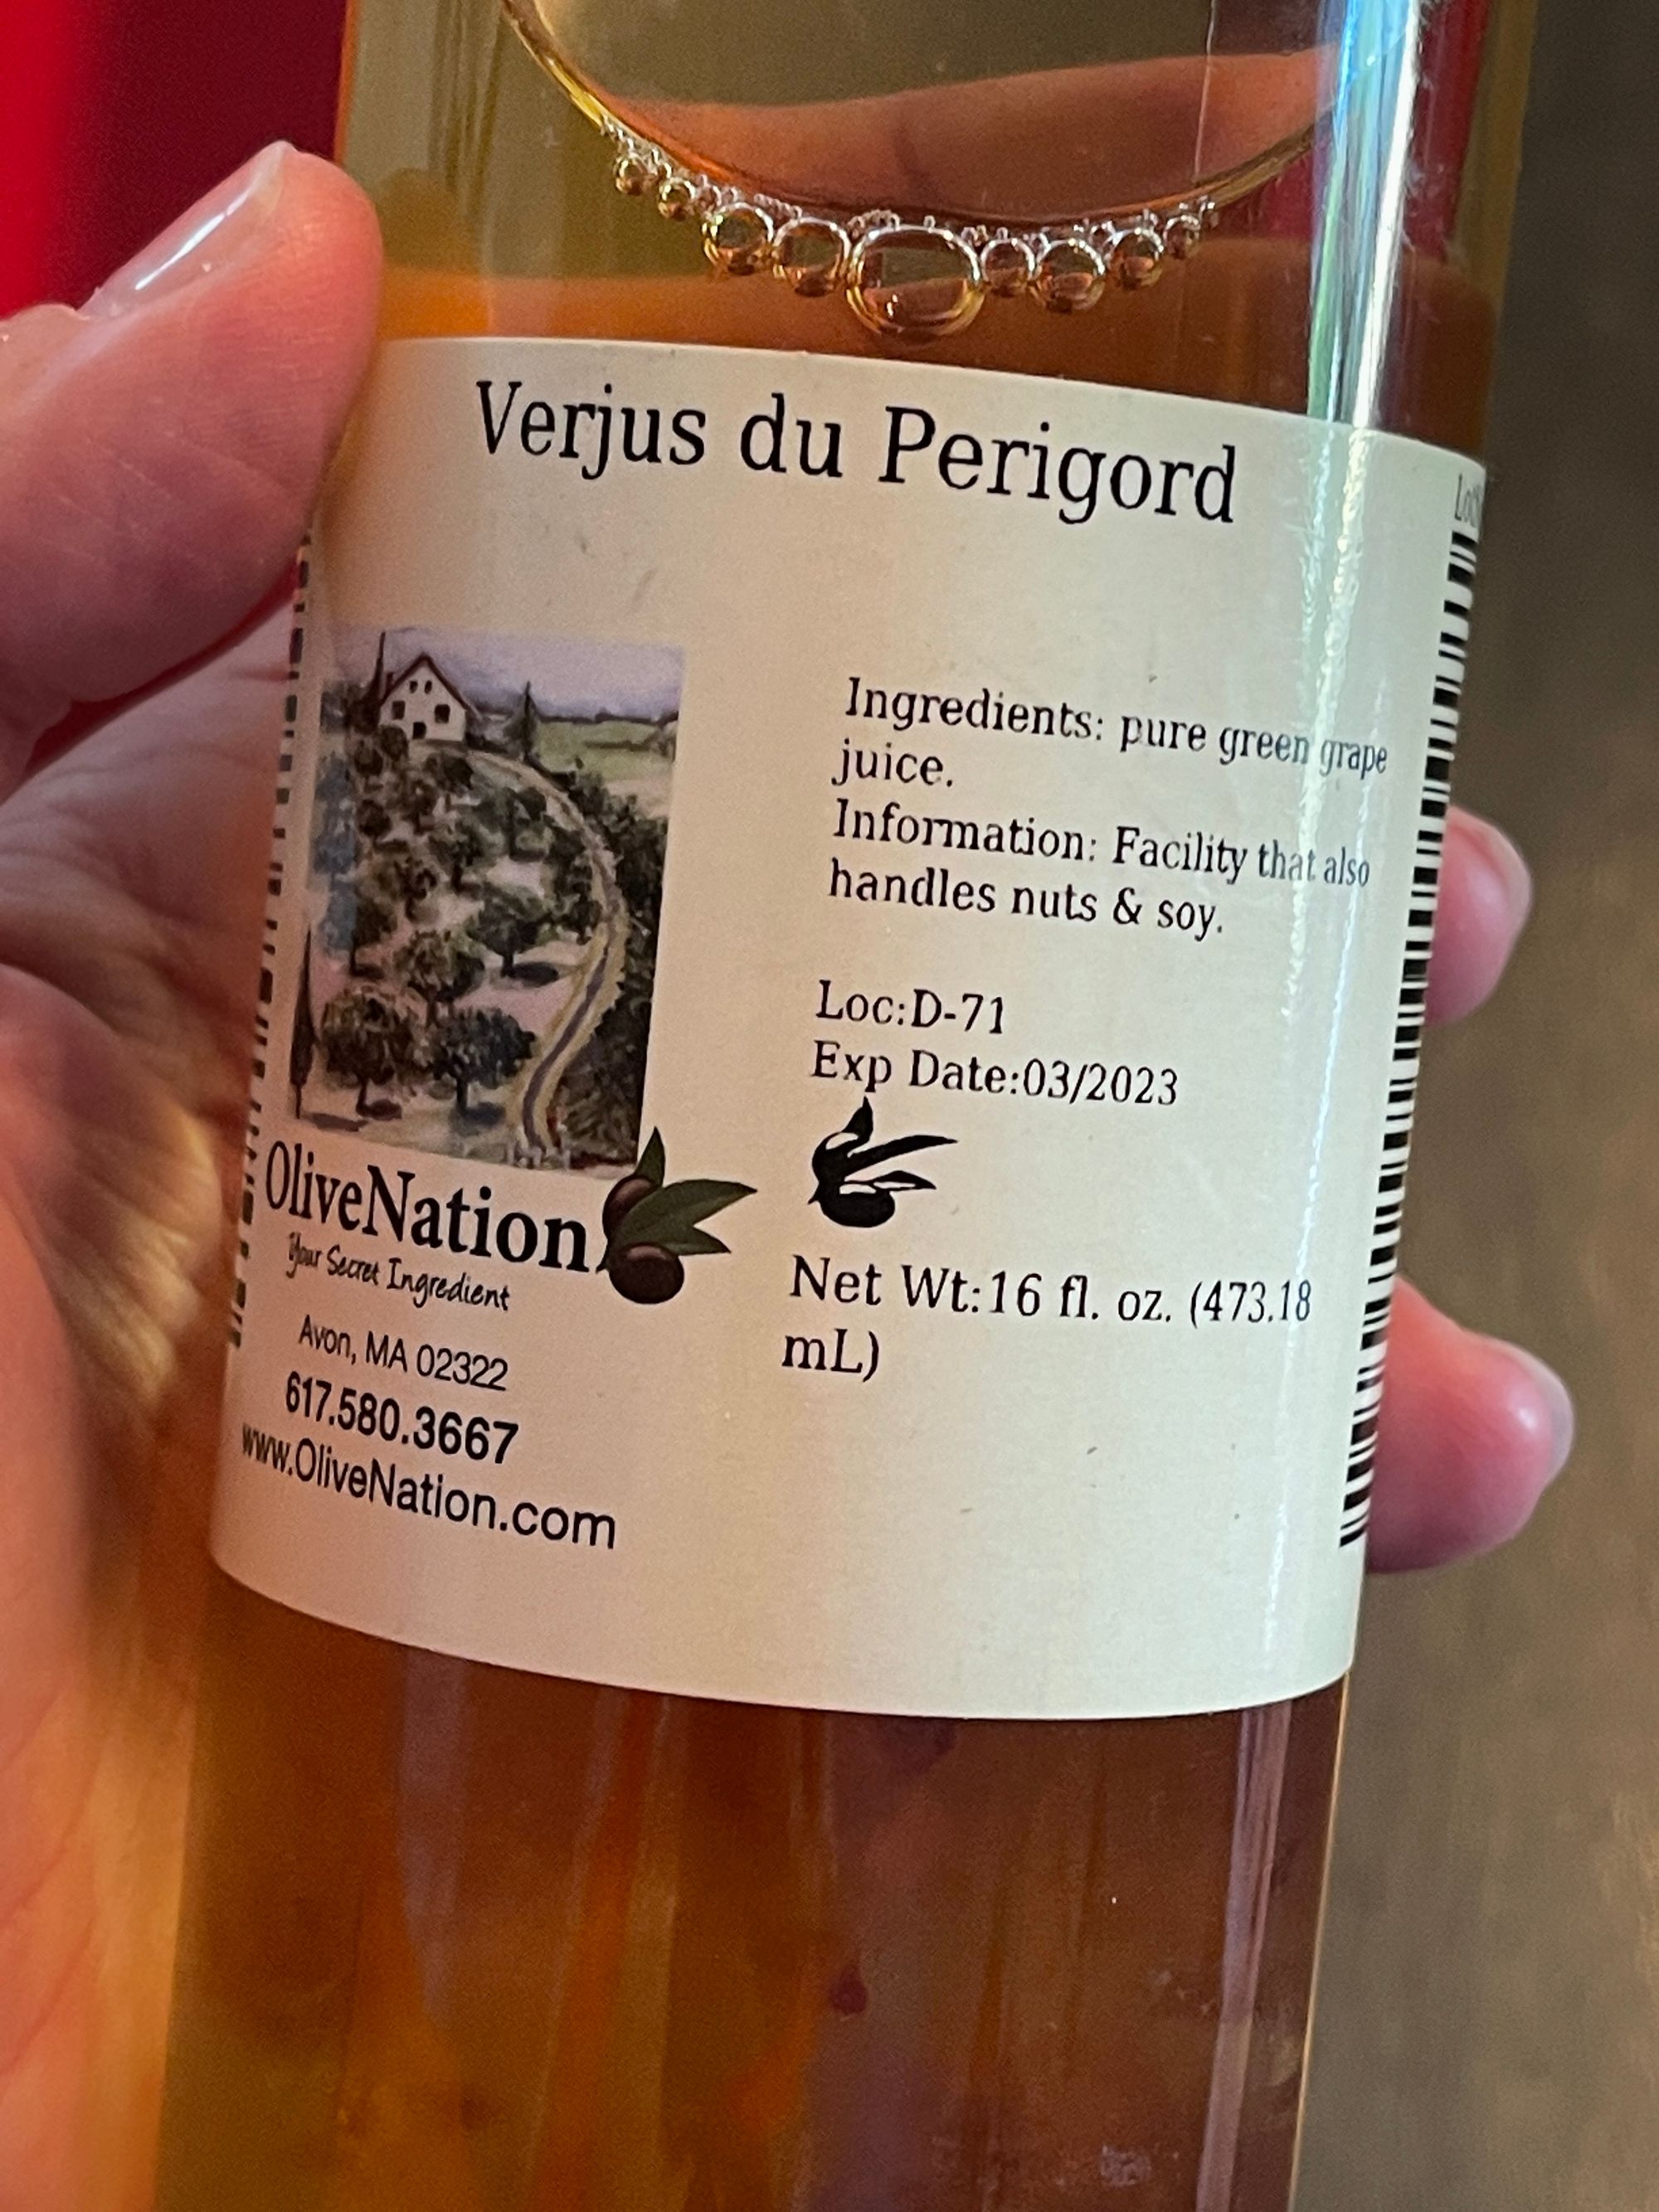 Verjus du Perigord
Ingredients: pure green grape
juice.
Information: Facility that also
handles nuts & soy.
Loc:D-71
Exp Date:03/2023
Net Wt:16 fl. oz. (473.18
mL)
OliveNation
Your Secret Ingredient
Avon, MA 02322
617.580.3667
www.OliveNation.com